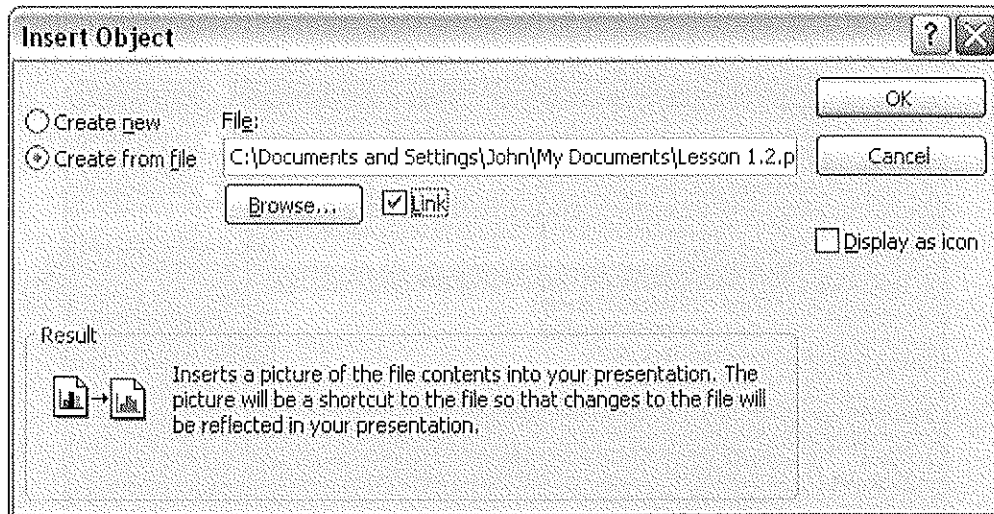 Insert Object
?
OK
Create new
File:
Create from file
C:\Documents and Settings\John\My Documents\Lesson 1.2.p
Cancel
Browse...
Link
Display as icon
Result
Inserts a picture of the file contents into your presentation. The
picture will be a shortcut to the file so that changes to the file will
be reflected in your presentation.